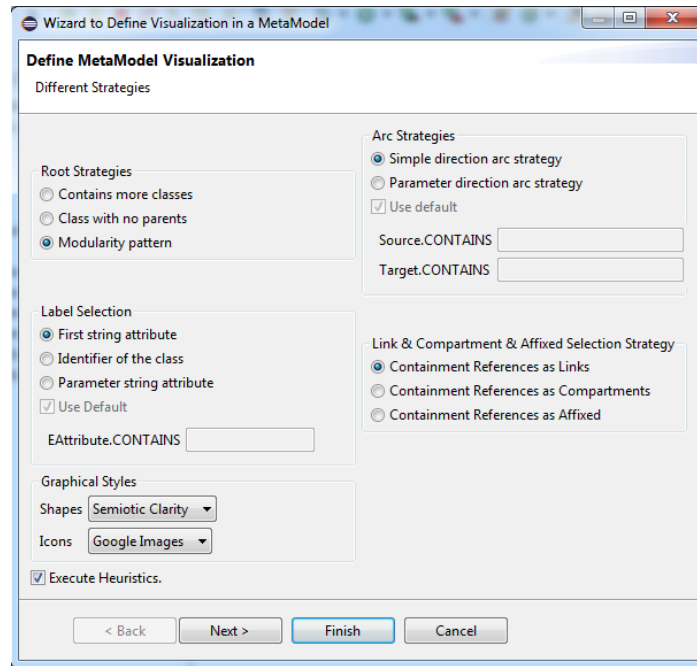 Wizard to Define Visualization in a MetaModel
Define MetaModel Visualization
Different Strategies
Root Strategies
Contains more classes
Class with no parents
Modularity pattern
Label Selection
First string attribute
Identifier of the class
Parameter string attribute
Use Default
EAttribute.CONTAINS
Graphical Styles
Shapes Semiotic Clarity
Icons Google Images
Execute Heuristics.
Arc Strategies
Simple direction arc strategy
Parameter direction arc strategy
Use default
Source.CONTAINS
Target.CONTAINS
Link & Compartment & Affixed Selection Strategy
Containment References as Links
Containment References as Compartments
Containment References as Affixed
< Back Next > Finish Cancel